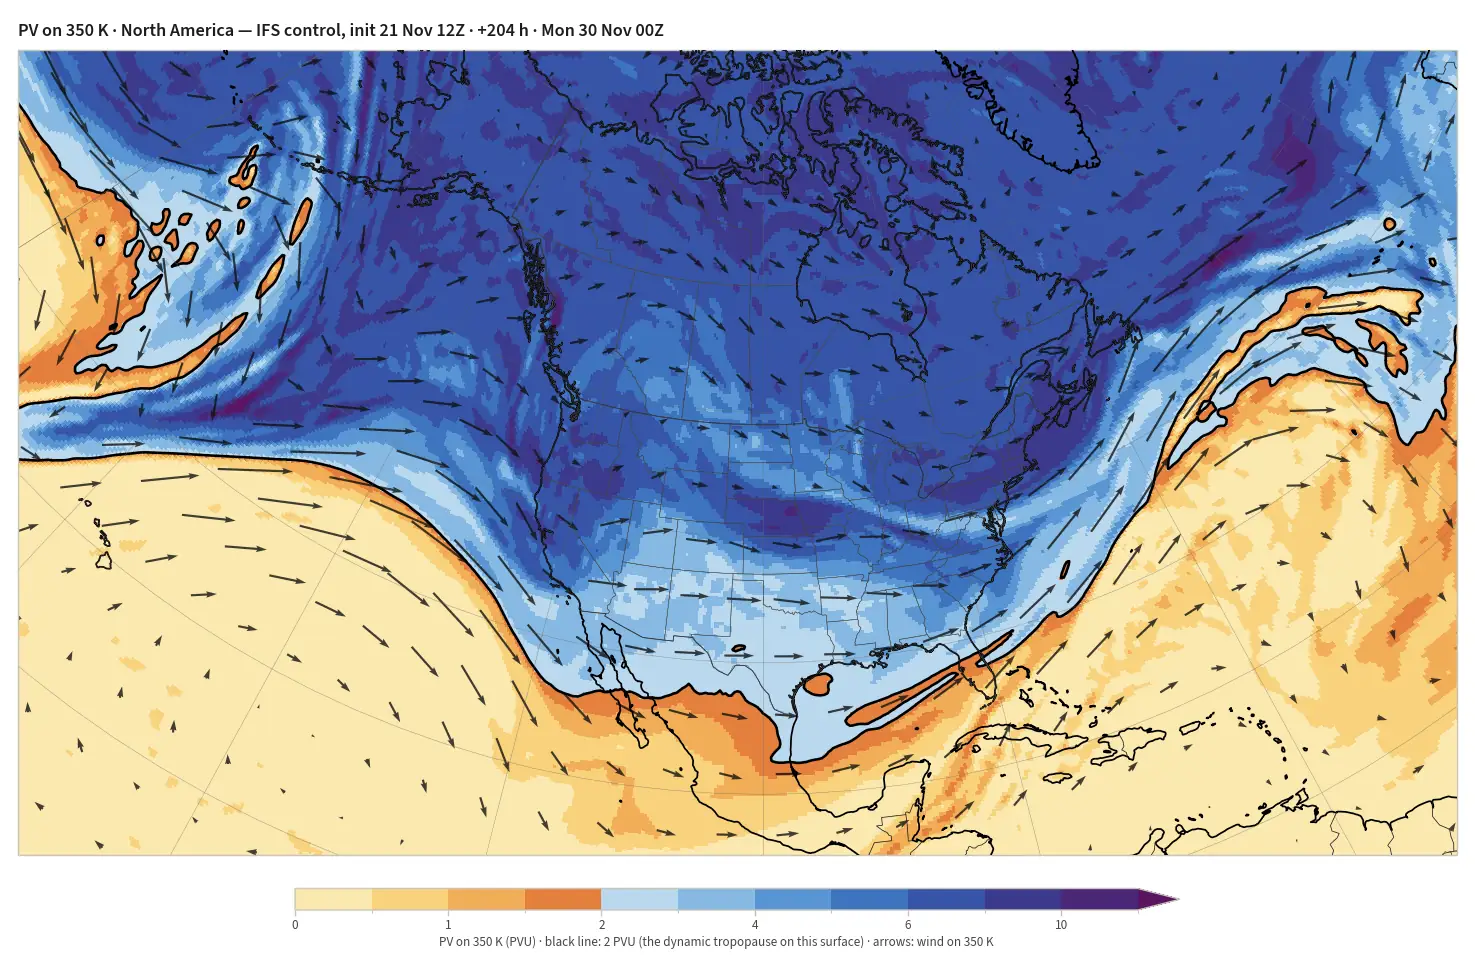 PV on 350 K · North America — IFS control, init 21 Nov 12Z · +204 h · Mon 30 Nov 00Z
0 1 2 4 6 10
PV on 350 K (PVU) · black line: 2 PVU (the dynamic tropopause on this surface) · arrows: wind on 350 K